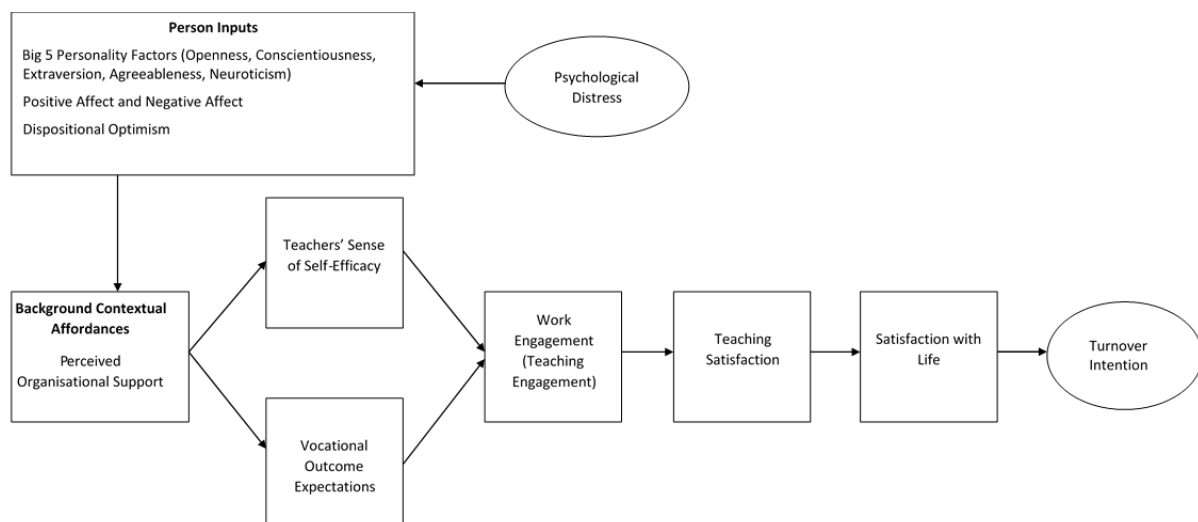 Person Inputs
Big 5 Personality Factors (Openness, Conscientiousness,
Extraversion, Agreeableness, Neuroticism)
Positive Affect and Negative Affect
Dispositional Optimism
Psychological
Distress
Teachers' Sense
of Self-Efficacy
Background Contextual
Affordances
Perceived
Organisational Support
Vocational
Outcome
Expectations
Work
Engagement
(Teaching
Engagement)
Teaching
Satisfaction
Satisfaction with
Life
Turnover
Intention